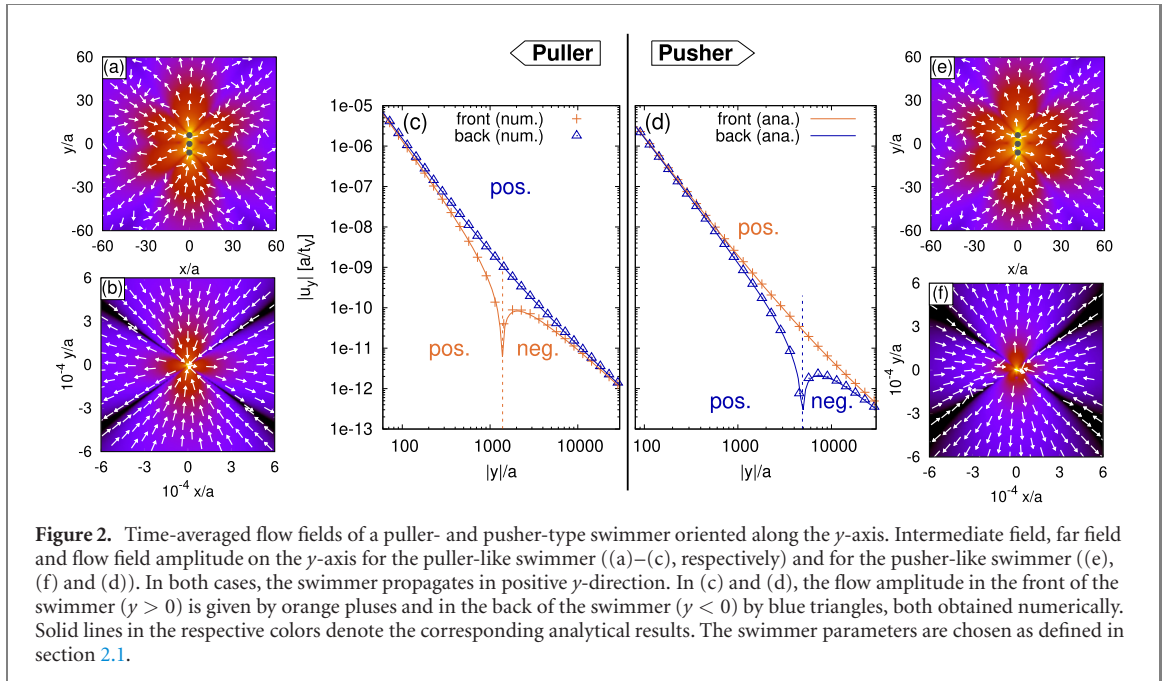 Puller
Pusher
(a)
60
30
0
-30
-60
y/a
-60 -30 0 30 60
x/a
(b)
6
3
0
-3
-6
10⁻⁴ y/a
-6 -3 0 3 6
10⁻⁴ x/a
(c)
front (num.)
back (num.)
1e-05
1e-06
1e-07
1e-08
1e-09
1e-10
1e-11
1e-12
1e-13
|u_y| [a/t_V]
pos.
pos. neg.
100 1000 10000
|y|/a
(d)
front (ana.)
back (ana.)
pos.
pos. neg.
100 1000 10000
|y|/a
(e)
60
30
0
-30
-60
y/a
-60 -30 0 30 60
x/a
(f)
6
3
0
-3
-6
10⁻⁴ y/a
-6 -3 0 3 6
10⁻⁴ x/a
Figure 2. Time-averaged flow fields of a puller- and pusher-type swimmer oriented along the y-axis. Intermediate field, far field
and flow field amplitude on the y-axis for the puller-like swimmer ((a)–(c), respectively) and for the pusher-like swimmer ((e),
(f) and (d)). In both cases, the swimmer propagates in positive y-direction. In (c) and (d), the flow amplitude in the front of the
swimmer (y > 0) is given by orange pluses and in the back of the swimmer (y < 0) by blue triangles, both obtained numerically.
Solid lines in the respective colors denote the corresponding analytical results. The swimmer parameters are chosen as defined in
section 2.1.